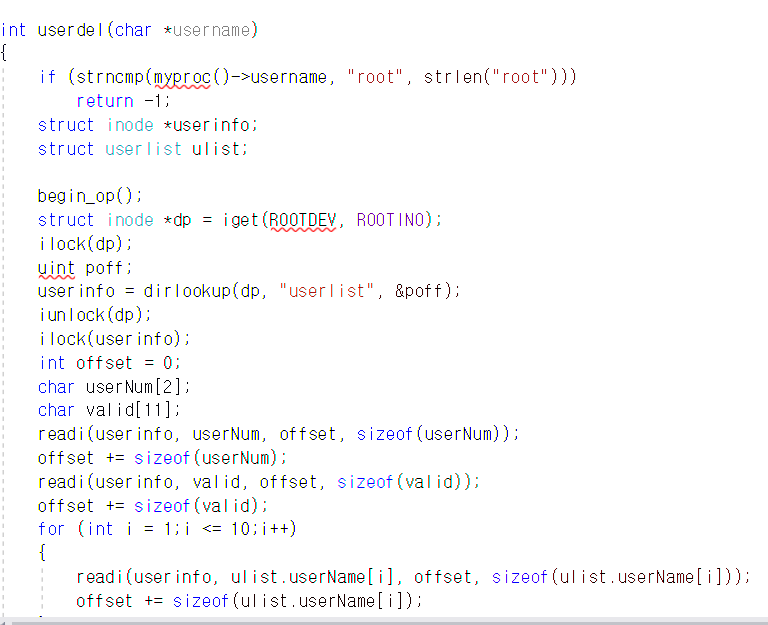 int userdel(char *username)
{
    if (strncmp(myproc()->username, "root", strlen("root")))
        return -1;
    struct inode *userinfo;
    struct userlist ulist;
    begin_op();
    struct inode *dp = iget(ROOTDEV, ROOTINO);
    ilock(dp);
    uint poff;
    userinfo = dirlookup(dp, "userlist", &poff);
    iunlock(dp);
    ilock(userinfo);
    int offset = 0;
    char userNum[2];
    char valid[11];
    readi(userinfo, userNum, offset, sizeof(userNum));
    offset += sizeof(userNum);
    readi(userinfo, valid, offset, sizeof(valid));
    offset += sizeof(valid);
    for (int i = 1;i <= 10;i++)
    {
        readi(userinfo, ulist.userName[i], offset, sizeof(ulist.userName[i]));
        offset += sizeof(ulist.userName[i]);